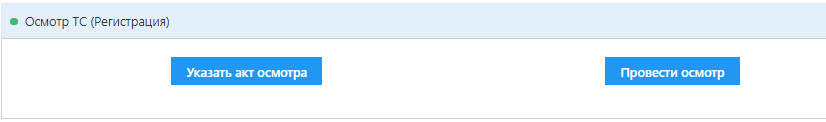 Осмотр ТС (Регистрация)
Указать акт осмотра
Провести осмотр